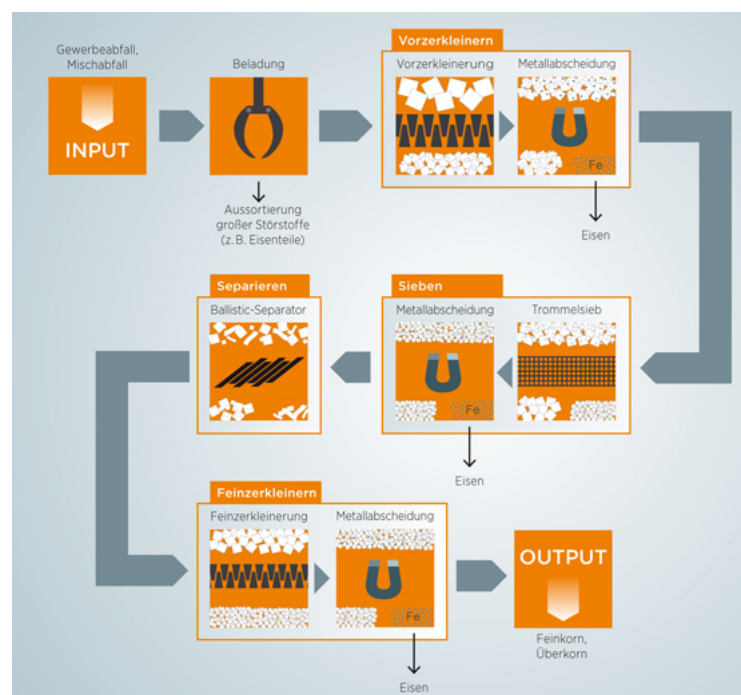 Gewerbeabfall,
Mischabfall
INPUT
Beladung
Aussortierung
großer Störstoffe
(z. B. Eisenteile)
Vorzerkleinern
Vorzerkleinerung
Metallabscheidung
Fe
Eisen
Separieren
Ballistic-Separator
Sieben
Metallabscheidung
Trommelsieb
Fe
Eisen
Feinzerkleinern
Feinzerkleinerung
Metallabscheidung
Fe
Eisen
OUTPUT
Feinkorn,
Überkorn